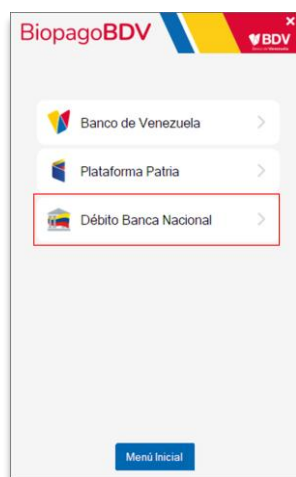 BiopagoBDV
BDV
Banco de Venezuela
Banco de Venezuela
Plataforma Patria
Débito Banca Nacional
Menú Inicial